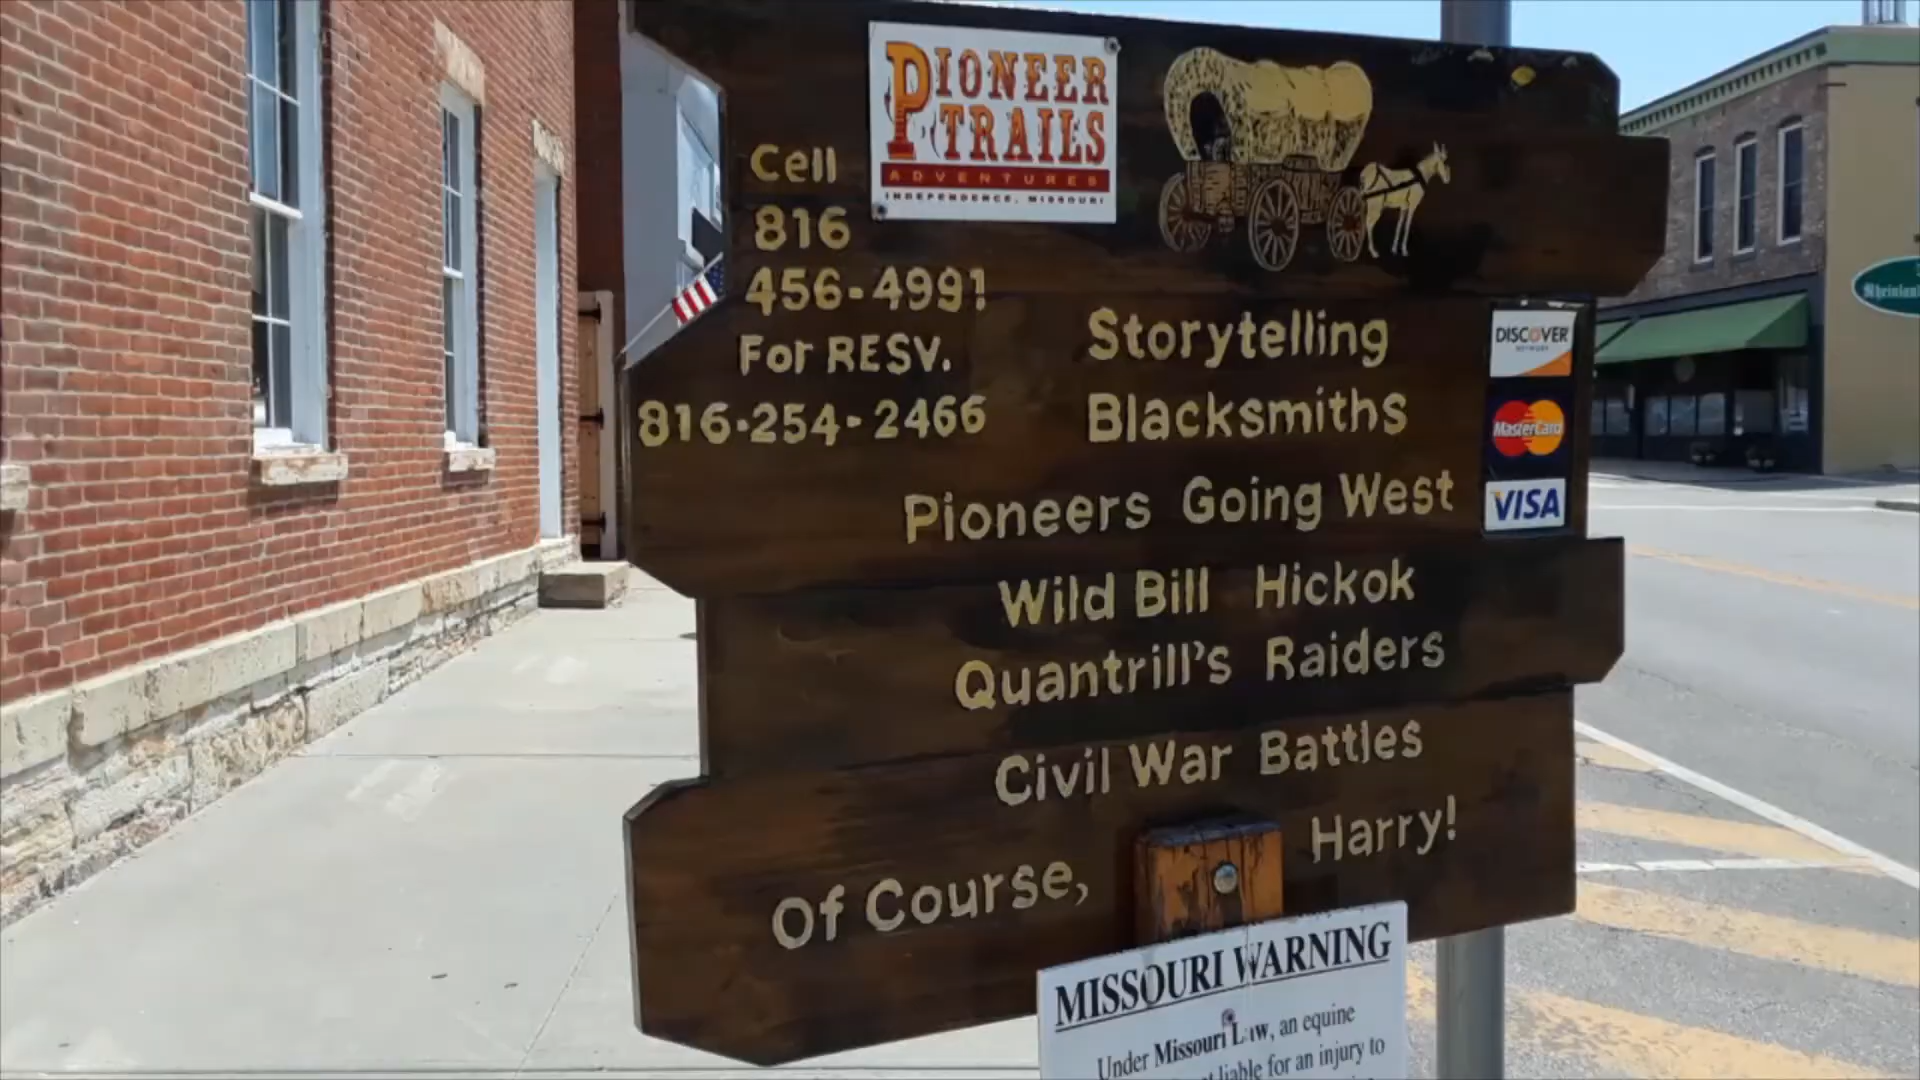 PIONEER
TRAILS
ADVENTURES
INDEPENDENCE, MISSOURI
Cell
816
456-4991
For RESV.
816-254-2466
Storytelling
Blacksmiths
Pioneers Going West
Wild Bill Hickok
Quantrill's Raiders
Civil War Battles
Of Course, Harry!
DISCOVER
NETWORK
MasterCard
VISA
MISSOURI WARNING
Under Missouri Law, an equine
liable for an injury to